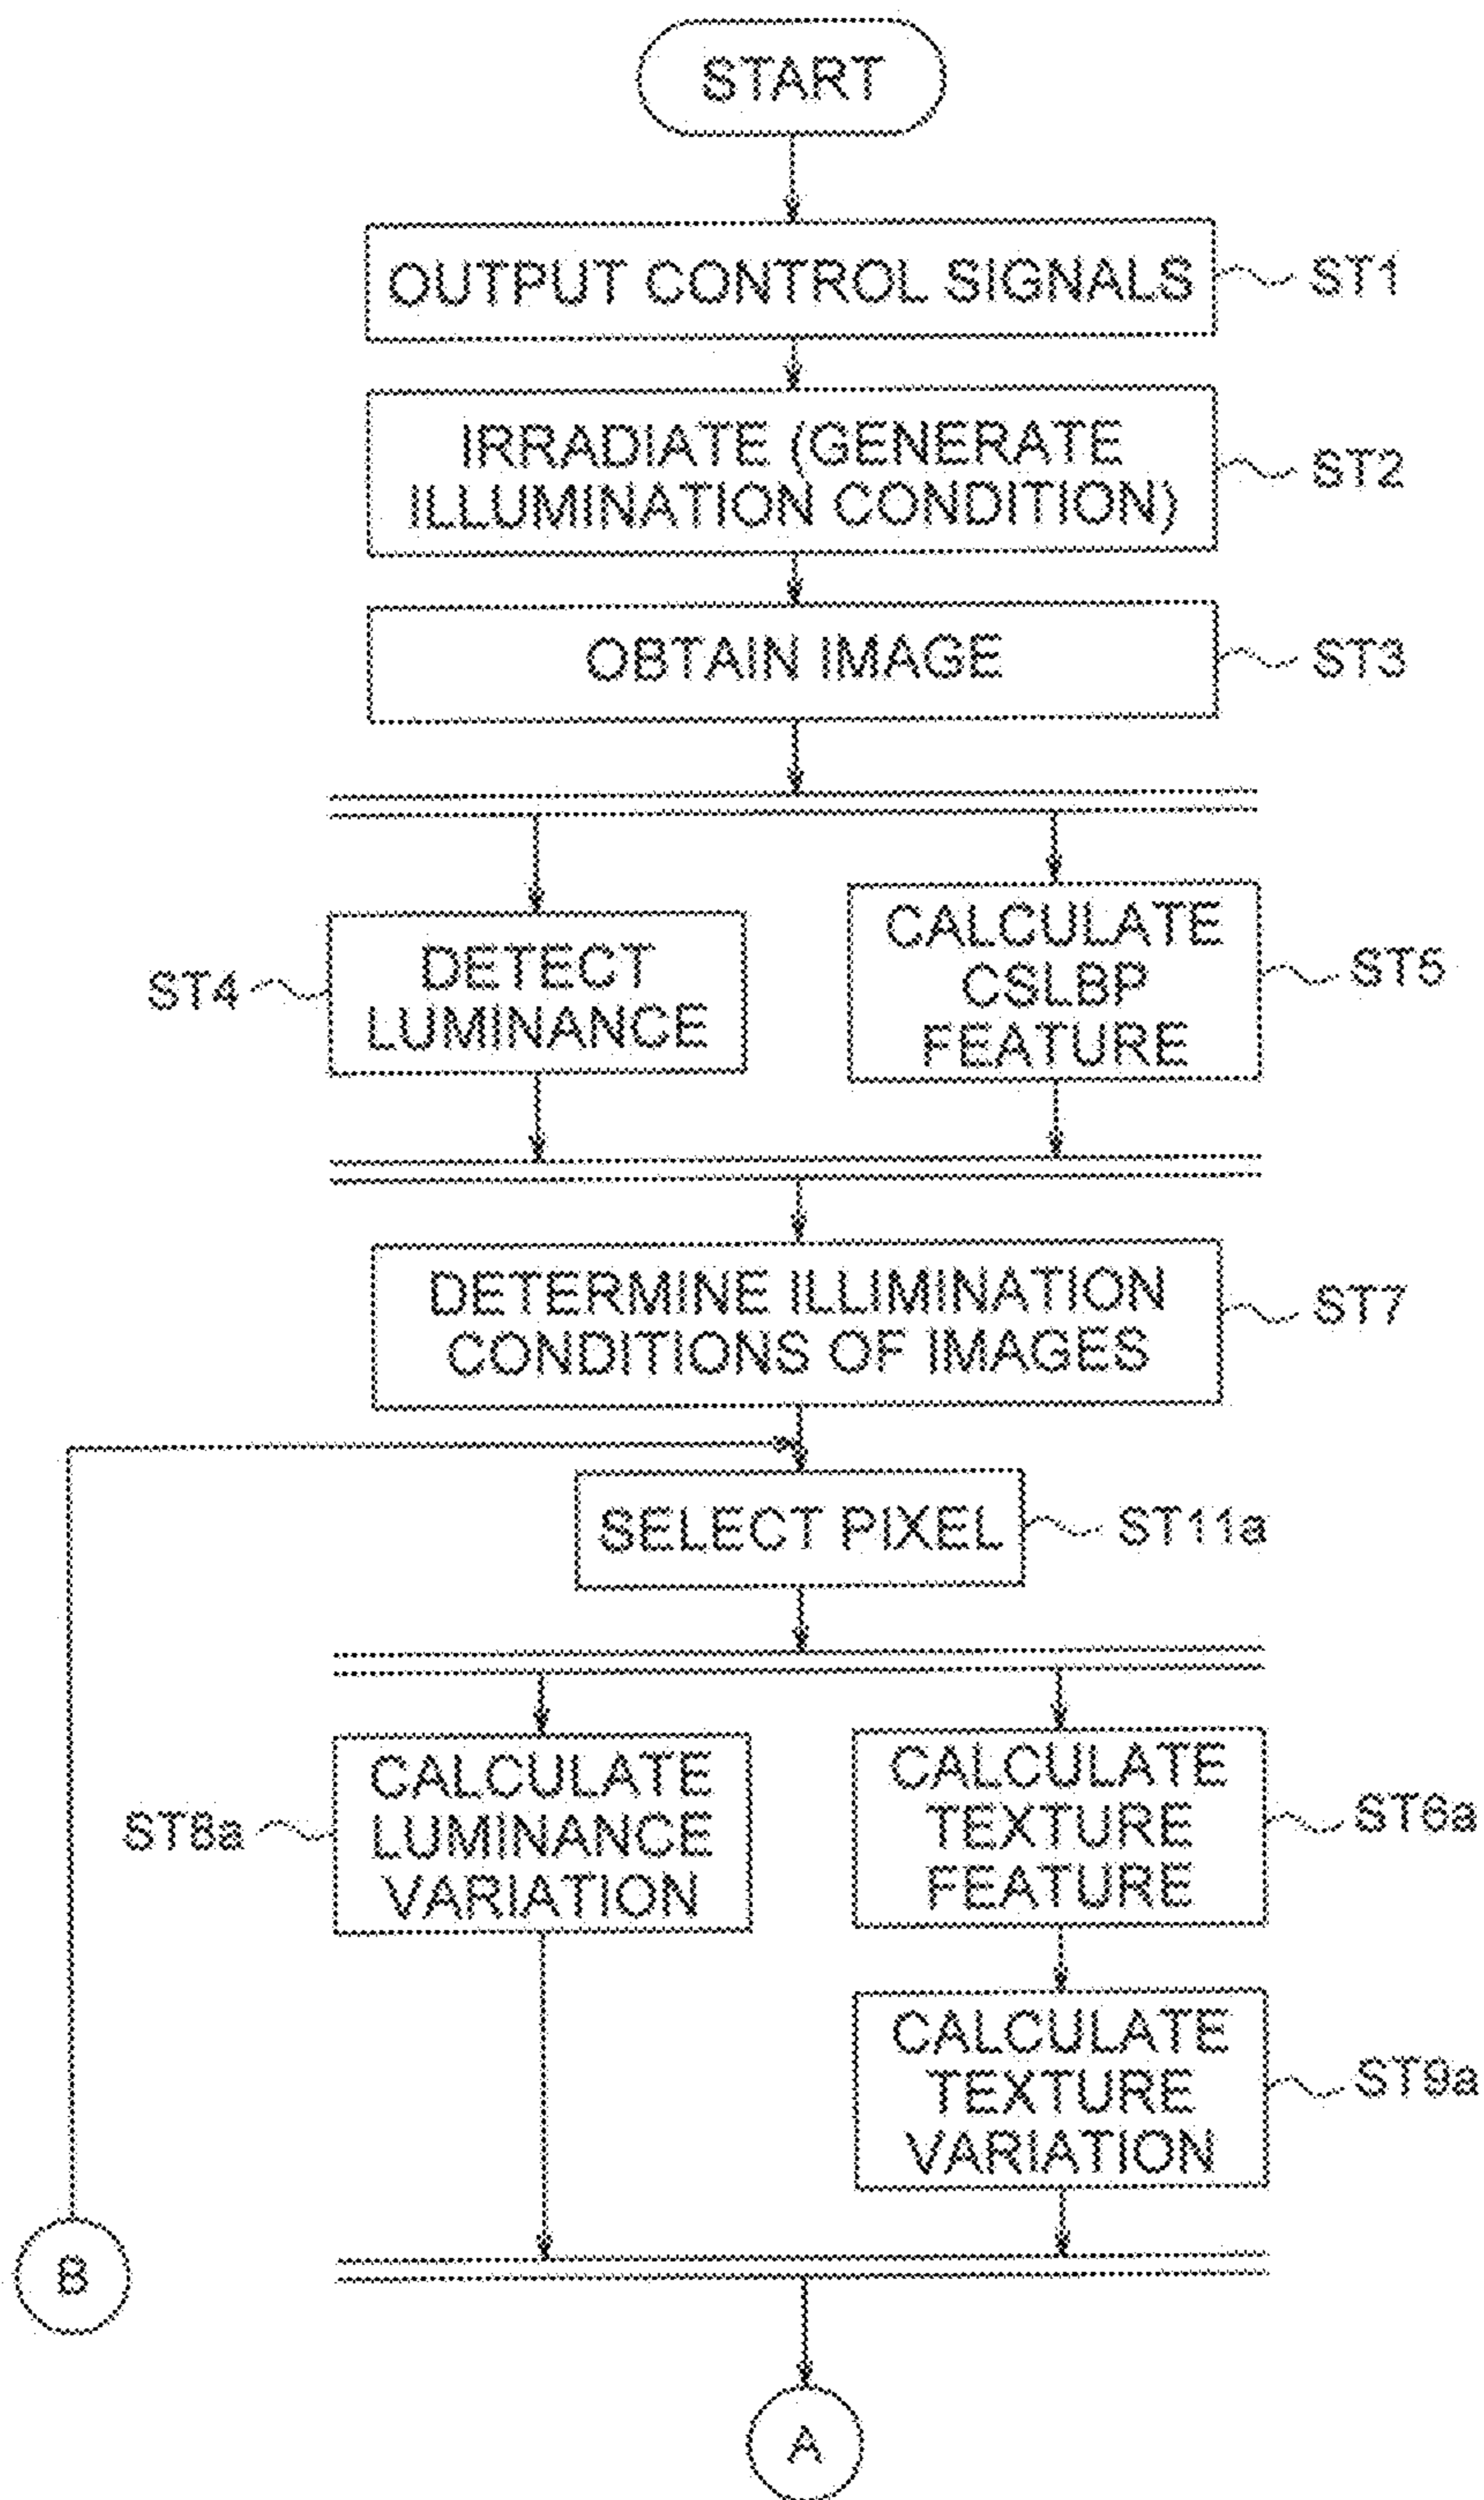 START
OUTPUT CONTROL SIGNALS
ST1
IRRADIATE (GENERATE
ILLUMINATION CONDITION)
ST2
OBTAIN IMAGE
ST3
DETECT
LUMINANCE
ST4
CALCULATE
CSLBP
FEATURE
ST5
DETERMINE ILLIMINATION
CONDITIONS OF IMAGES
ST7
SELECT PIXEL
ST11a
CALCULATE
LUMINANCE
VARIATION
ST8a
CALCULATE
TEXTURE
FEATURE
ST6a
CALCULATE
TEXTURE
VARIATION
ST9a
B
A